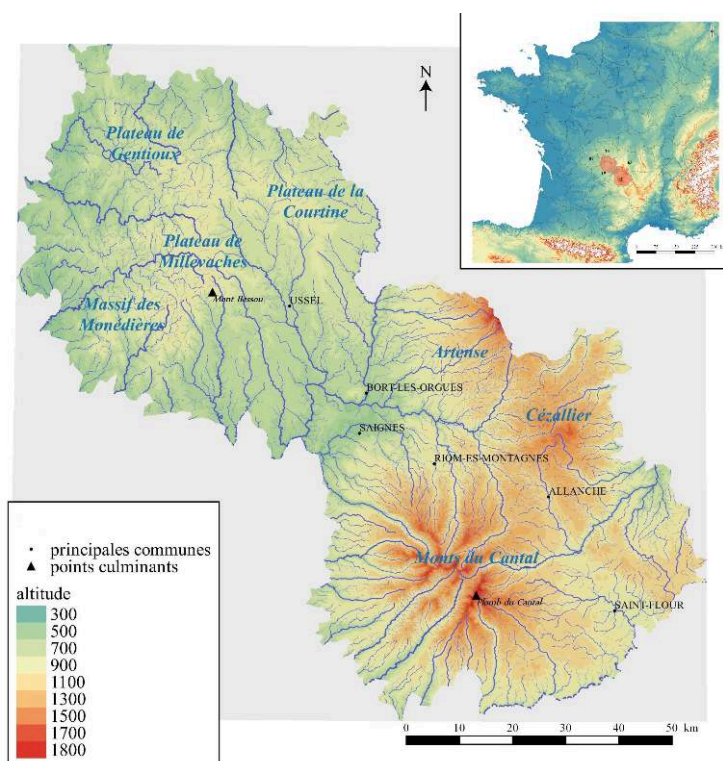 N
Plateau de
Gentioux
Plateau de la
Courtine
Plateau de
Millevaches
Mont Bessou
USSEL
Massif des
Monédières
Artense
BORT-LES-ORGUES
Cézallier
SAIGNES
RIOM-ES-MONTAGNES
ALLANCHE
Monts du Cantal
Plomb du Cantal
SAINT-FLOUR
principales communes
points culminants
altitude
300
500
700
900
1100
1300
1500
1700
1800
0 10 20 30 40 50 km